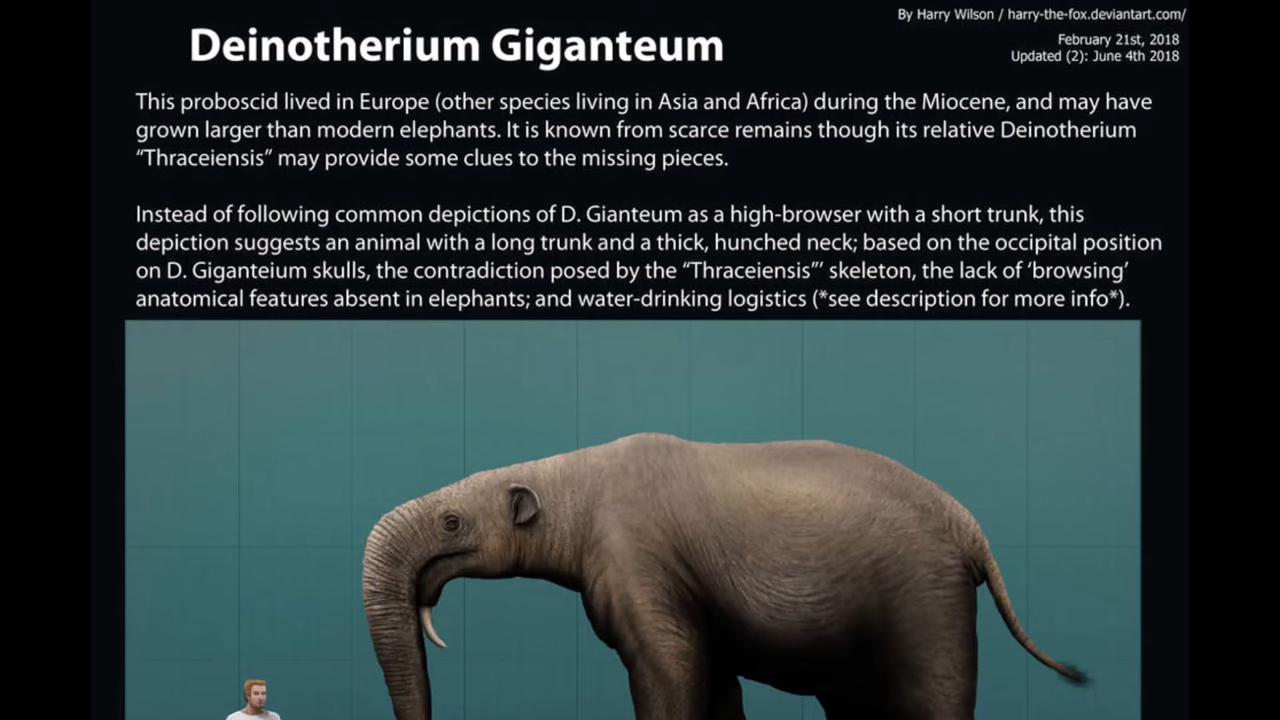 By Harry Wilson / harry-the-fox.deviantart.com/
Deinotherium Giganteum
February 21st, 2018
Updated (2): June 4th 2018
This proboscid lived in Europe (other species living in Asia and Africa) during the Miocene, and may have
grown larger than modern elephants. It is known from scarce remains though its relative Deinotherium
“Thraceiensis” may provide some clues to the missing pieces.
Instead of following common depictions of D. Gianteum as a high-browser with a short trunk, this
depiction suggests an animal with a long trunk and a thick, hunched neck; based on the occipital position
on D. Giganteium skulls, the contradiction posed by the “Thraceiensis”’ skeleton, the lack of ‘browsing’
anatomical features absent in elephants; and water-drinking logistics (*see description for more info*).